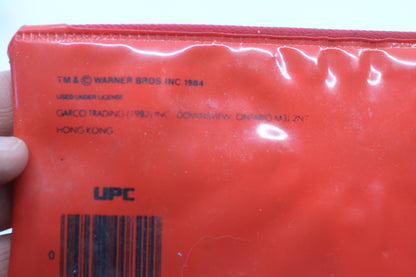 TM & © WARNER BROS. INC 1984
USED UNDER LICENSE
GARCO TRADING (1982) INC. DOWNSVIEW, ONTARIO M3J 2N7
HONG KONG
UPC
0